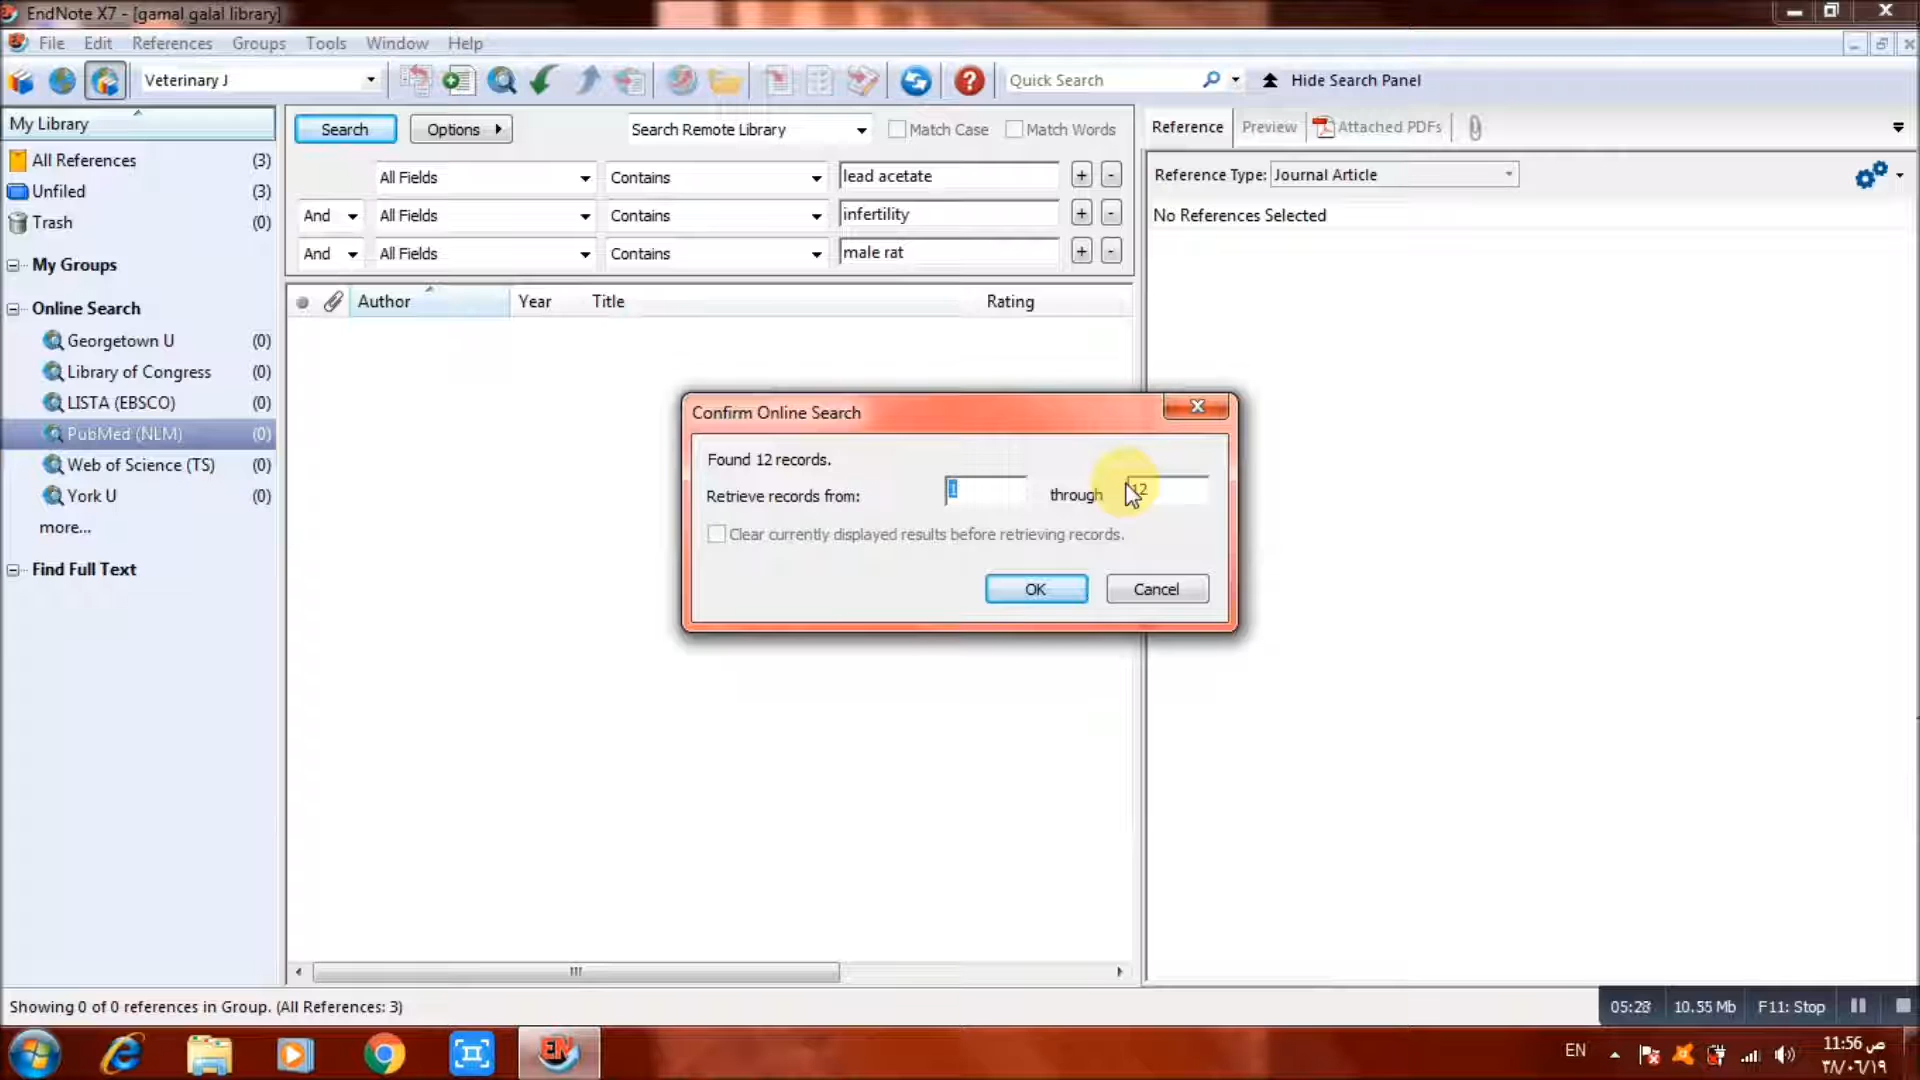 EndNote X7 - [gamal galal library]
File Edit References Groups Tools Window Help
Veterinary J
Quick Search
Hide Search Panel
My Library
All References (3)
Unfiled (3)
Trash (0)
My Groups
Online Search
Georgetown U (0)
Library of Congress (0)
LISTA (EBSCO) (0)
PubMed (NLM) (0)
Web of Science (TS) (0)
York U (0)
more...
Find Full Text
Search Options Search Remote Library Match Case Match Words
All Fields Contains lead acetate + -
And All Fields Contains infertility + -
And All Fields Contains male rat + -
Author Year Title Rating
Confirm Online Search
Found 12 records.
Retrieve records from: 1 through 12
Clear currently displayed results before retrieving records.
OK Cancel
Reference Preview Attached PDFs
Reference Type: Journal Article
No References Selected
Showing 0 of 0 references in Group. (All References: 3)
05:28 10.55 Mb F11: Stop
EN
11:56 ص
٣٨/٠٦/١٩